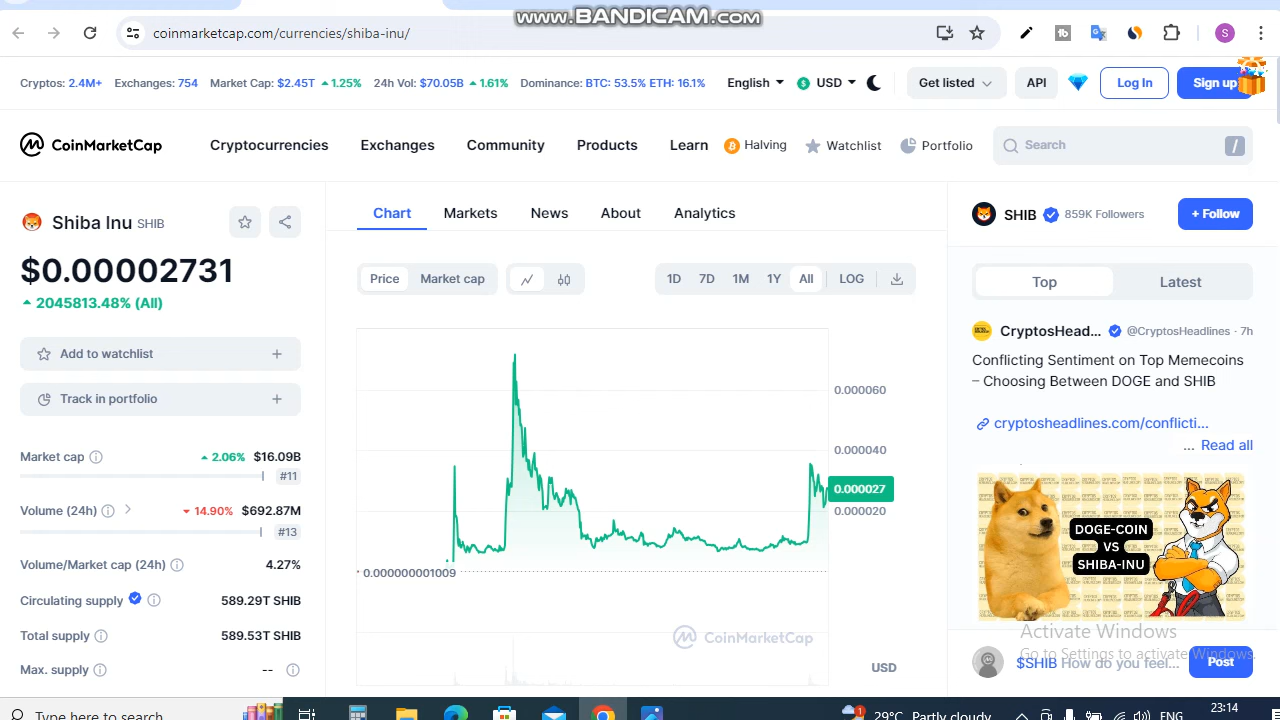 www.BANDICAM.com
coinmarketcap.com/currencies/shiba-inu/
S
Cryptos: 2.4M+ Exchanges: 754 Market Cap: $2.45T 1.25% 24h Vol: $70.05B 1.61% Dominance: BTC: 53.5% ETH: 16.1% English USD Get listed API Log In Sign up
CoinMarketCap Cryptocurrencies Exchanges Community Products Learn Halving Watchlist Portfolio Search /
Shiba Inu SHIB
$0.00002731
2045813.48% (All)
Add to watchlist +
Track in portfolio +
Market cap 2.06% $16.09B
#11
Volume (24h) 14.90% $692.87M
#13
Volume/Market cap (24h) 4.27%
Circulating supply 589.29T SHIB
Total supply 589.53T SHIB
Max. supply --
Chart Markets News About Analytics
Price Market cap 1D 7D 1M 1Y All LOG
0.000060
0.000040
0.000027
0.000020
0.000000001009
CoinMarketCap
USD
SHIB 859K Followers + Follow
Top Latest
CryptosHead... @CryptosHeadlines · 7h
Conflicting Sentiment on Top Memecoins
– Choosing Between DOGE and SHIB
cryptosheadlines.com/conflicti...
... Read all
DOGE-COIN
VS
SHIBA-INU
Activate Windows
Go to Settings to activate Windows.
$SHIB How do you feel... Post
Type here to search
1 29°C Partly cloudy ENG 23:14